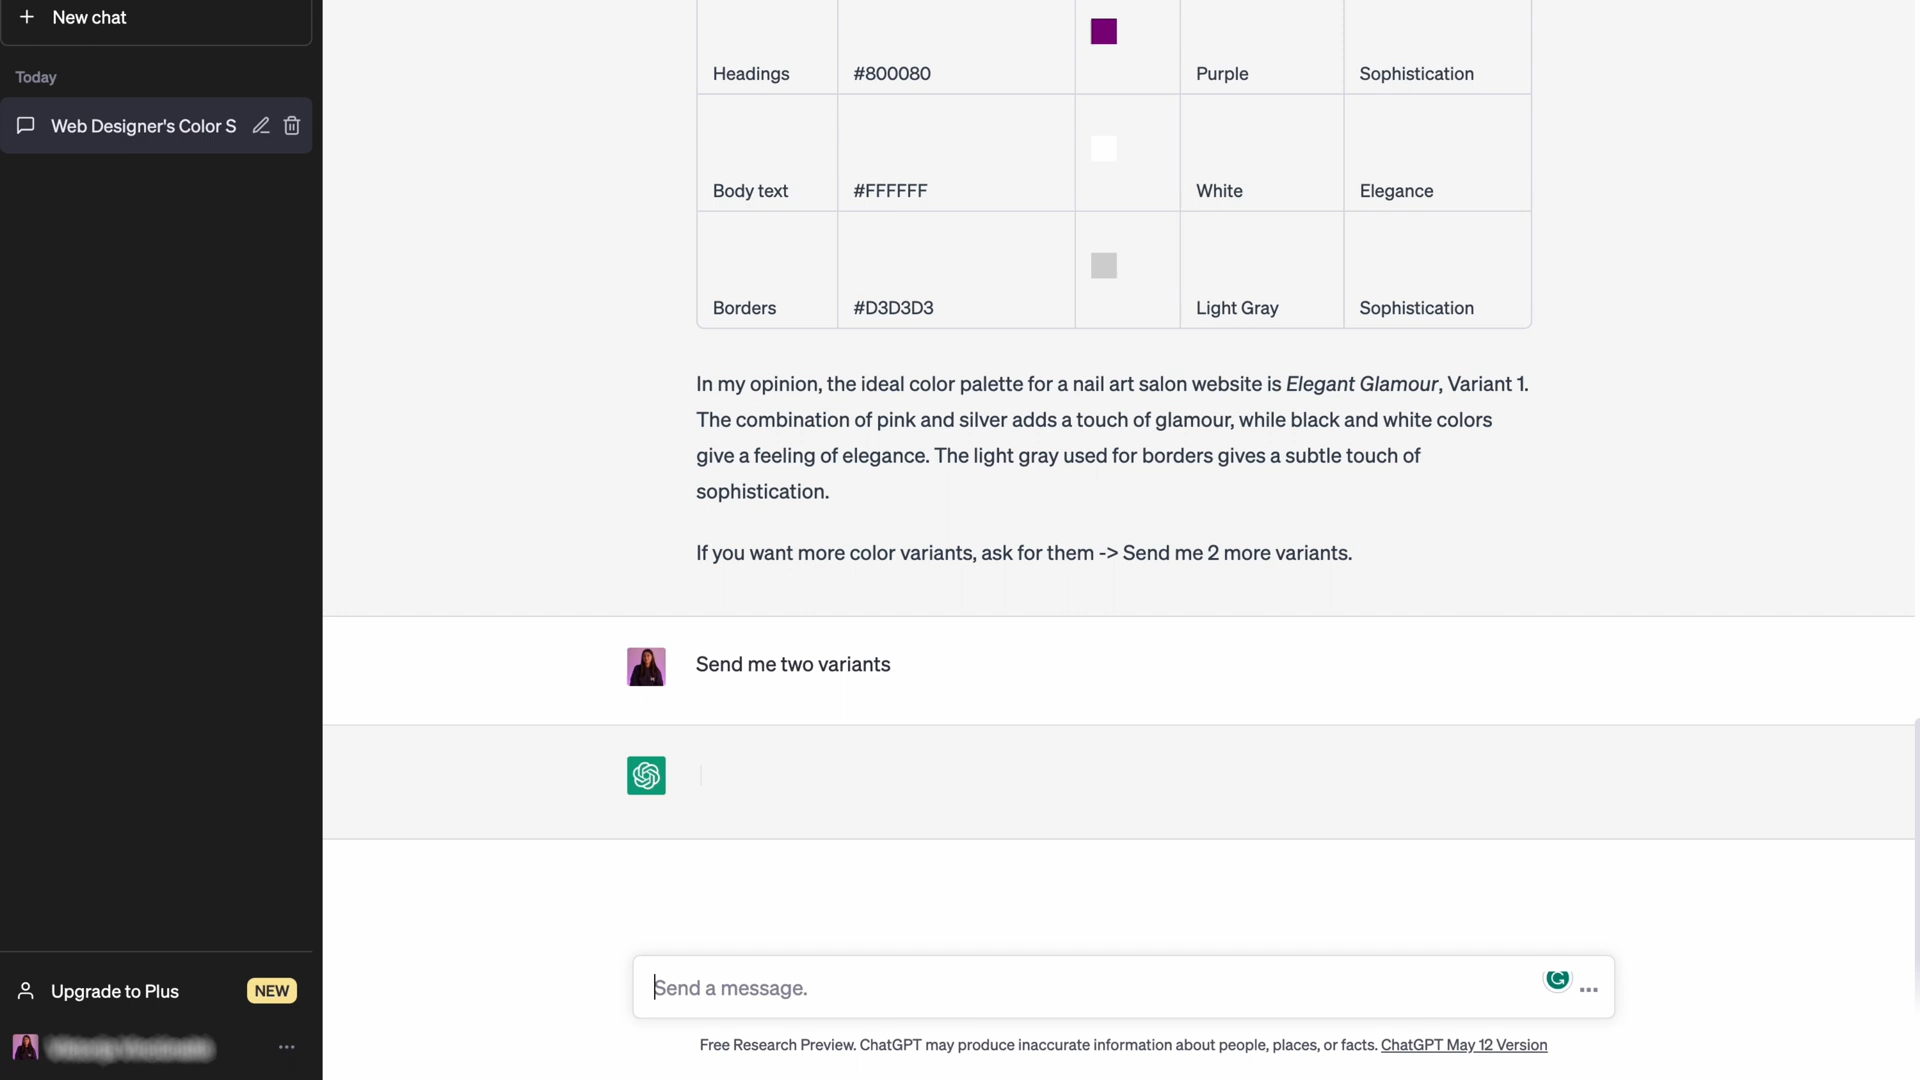 New chat
Today
Web Designer's Color S
Headings #800080 Purple Sophistication
Body text #FFFFFF White Elegance
Borders #D3D3D3 Light Gray Sophistication
In my opinion, the ideal color palette for a nail art salon website is Elegant Glamour, Variant 1.
The combination of pink and silver adds a touch of glamour, while black and white colors
give a feeling of elegance. The light gray used for borders gives a subtle touch of
sophistication.
If you want more color variants, ask for them -> Send me 2 more variants.
Send me two variants
Upgrade to Plus NEW
Send a message.
Free Research Preview. ChatGPT may produce inaccurate information about people, places, or facts. ChatGPT May 12 Version